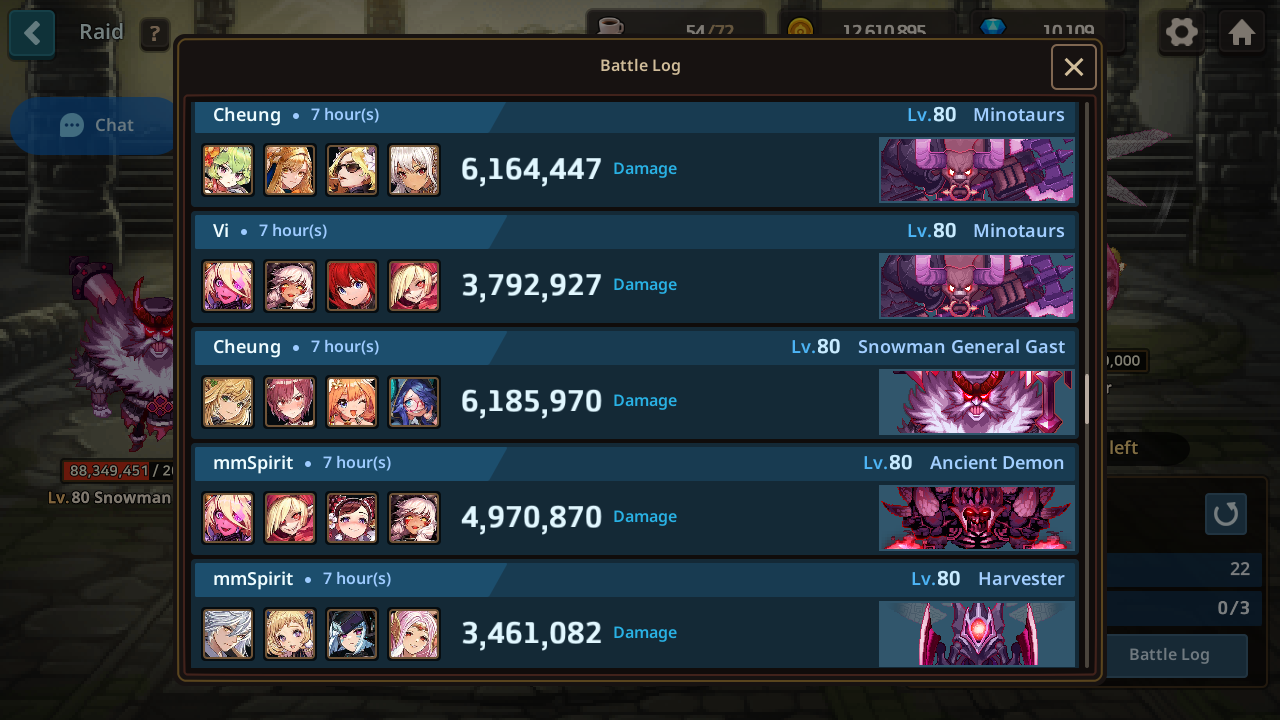 Raid
?
54/72
12,610,895
10,109
Battle Log
Chat
Cheung • 7 hour(s)
Lv.80 Minotaurs
6,164,447 Damage
Vi • 7 hour(s)
Lv.80 Minotaurs
3,792,927 Damage
Cheung • 7 hour(s)
Lv.80 Snowman General Gast
6,185,970 Damage
mmSpirit • 7 hour(s)
Lv.80 Ancient Demon
4,970,870 Damage
mmSpirit • 7 hour(s)
Lv.80 Harvester
3,461,082 Damage
88,349,451 / 20
Lv.80 Snowman
0,000
r
left
22
0/3
Battle Log